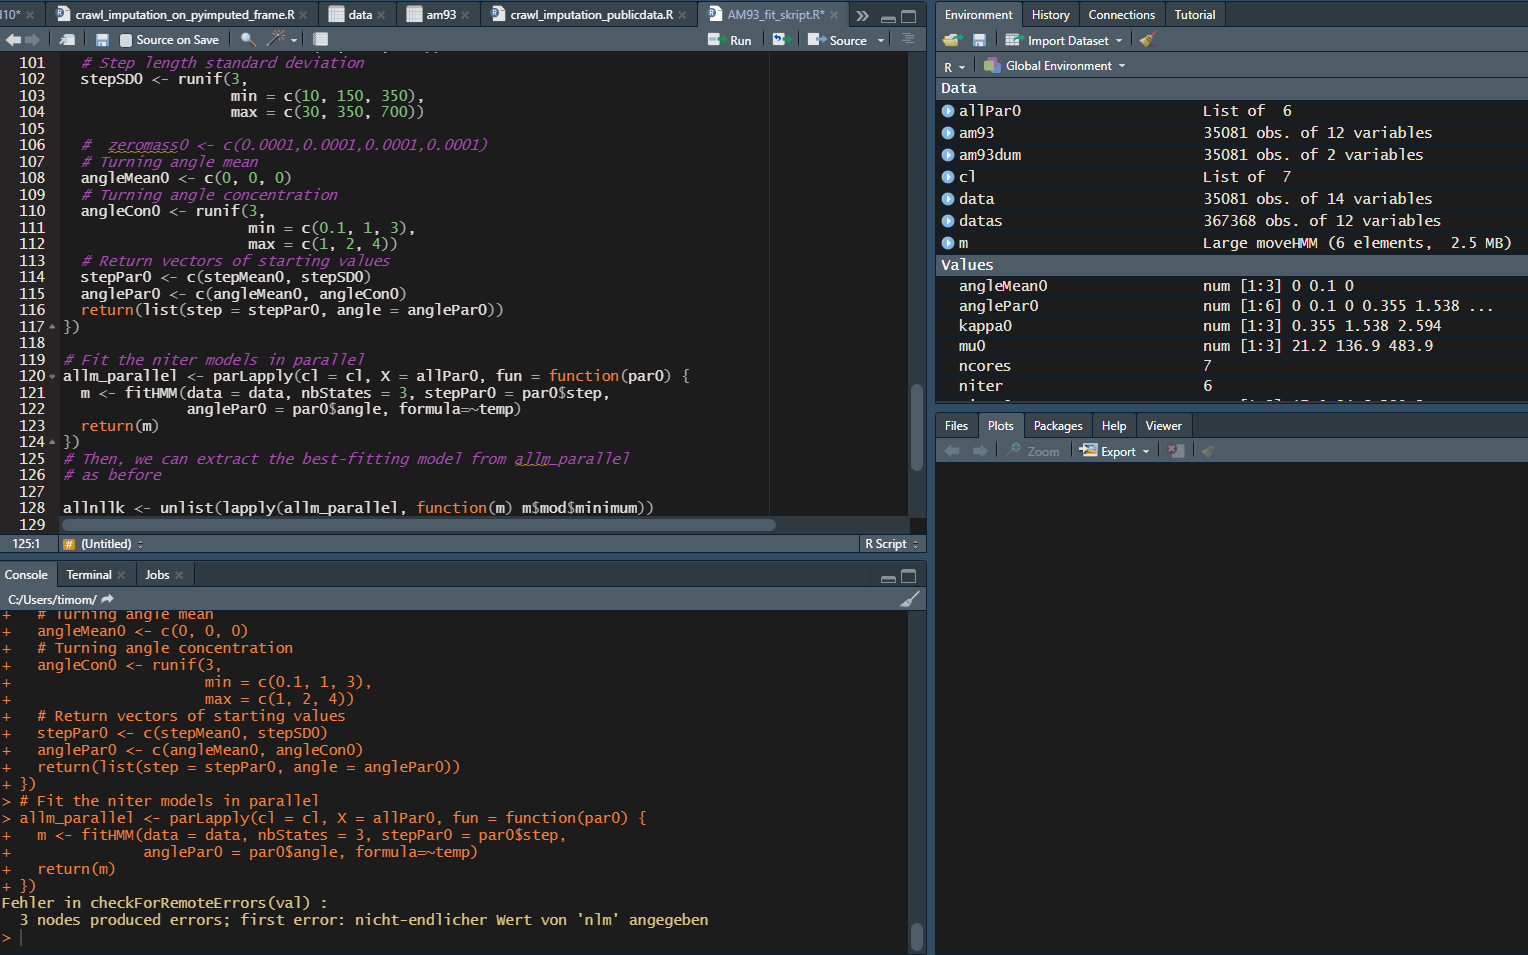 d10*
crawl_imputation_on_pyimputed_frame.R
data
am93
crawl_imputation_publicdata.R
AM93_fit_skript.R*
Source on Save
Run
Source
101 # Step length standard deviation
102 stepSD0 <- runif(3,
103 min = c(10, 150, 350),
104 max = c(30, 350, 700))
105
106 # zeromass0 <- c(0.0001,0.0001,0.0001,0.0001)
107 # Turning angle mean
108 angleMean0 <- c(0, 0, 0)
109 # Turning angle concentration
110 angleCon0 <- runif(3,
111 min = c(0.1, 1, 3),
112 max = c(1, 2, 4))
113 # Return vectors of starting values
114 stepPar0 <- c(stepMean0, stepSD0)
115 anglePar0 <- c(angleMean0, angleCon0)
116 return(list(step = stepPar0, angle = anglePar0))
117 })
118
119 # Fit the niter models in parallel
120 allm_parallel <- parLapply(cl = cl, X = allPar0, fun = function(par0) {
121 m <- fitHMM(data = data, nbStates = 3, stepPar0 = par0$step,
122 anglePar0 = par0$angle, formula=~temp)
123 return(m)
124 })
125 # Then, we can extract the best-fitting model from allm_parallel
126 # as before
127
128 allnllk <- unlist(lapply(allm_parallel, function(m) m$mod$minimum))
129
125:1 # (Untitled) R Script
Console Terminal Jobs
C:/Users/timom/
+ # Turning angle mean
+ angleMean0 <- c(0, 0, 0)
+ # Turning angle concentration
+ angleCon0 <- runif(3,
+ min = c(0.1, 1, 3),
+ max = c(1, 2, 4))
+ # Return vectors of starting values
+ stepPar0 <- c(stepMean0, stepSD0)
+ anglePar0 <- c(angleMean0, angleCon0)
+ return(list(step = stepPar0, angle = anglePar0))
+ })
> # Fit the niter models in parallel
> allm_parallel <- parLapply(cl = cl, X = allPar0, fun = function(par0) {
+ m <- fitHMM(data = data, nbStates = 3, stepPar0 = par0$step,
+ anglePar0 = par0$angle, formula=~temp)
+ return(m)
+ })
Fehler in checkForRemoteErrors(val) :
3 nodes produced errors; first error: nicht-endlicher Wert von 'nlm' angegeben
>
Environment History Connections Tutorial
Import Dataset
R Global Environment
Data
allPar0 List of 6
am93 35081 obs. of 12 variables
am93dum 35081 obs. of 2 variables
cl List of 7
data 35081 obs. of 14 variables
datas 367368 obs. of 12 variables
m Large moveHMM (6 elements, 2.5 MB)
Values
angleMean0 num [1:3] 0 0.1 0
anglePar0 num [1:6] 0 0.1 0 0.355 1.538 ...
kappa0 num [1:3] 0.355 1.538 2.594
mu0 num [1:3] 21.2 136.9 483.9
ncores 7
niter 6
Files Plots Packages Help Viewer
Zoom Export